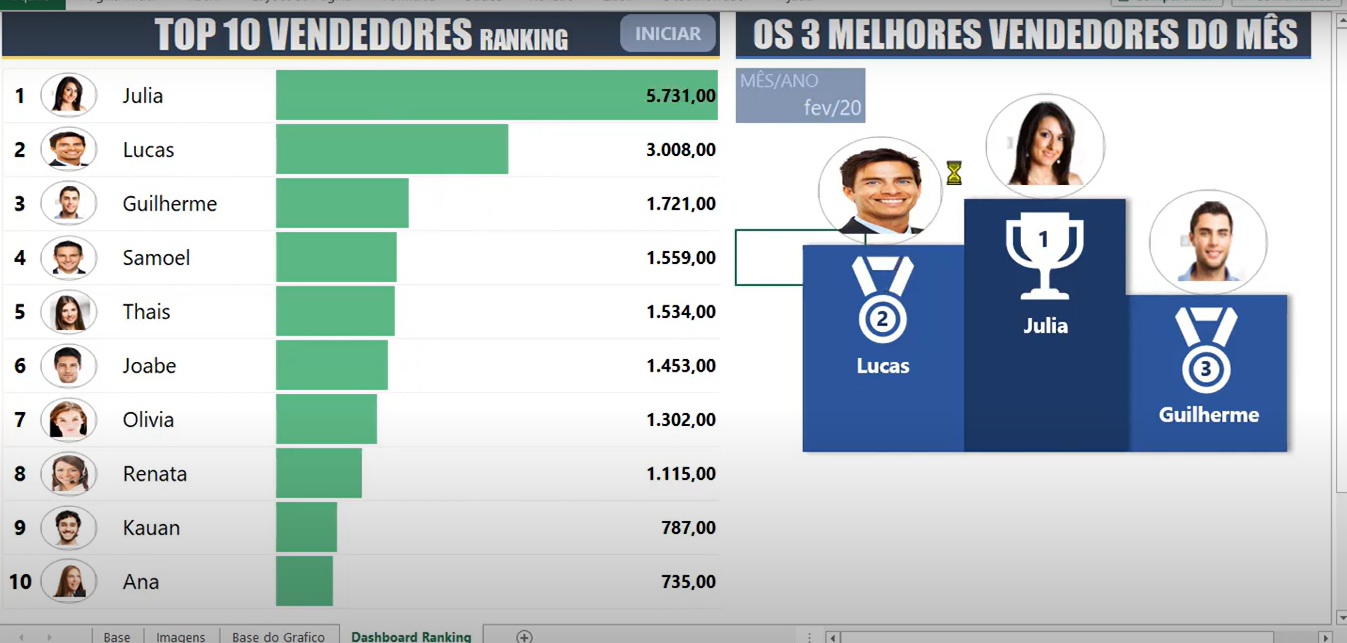 TOP 10 VENDEDORES RANKING
INICIAR
1 Julia 5.731,00
2 Lucas 3.008,00
3 Guilherme 1.721,00
4 Samoel 1.559,00
5 Thais 1.534,00
6 Joabe 1.453,00
7 Olivia 1.302,00
8 Renata 1.115,00
9 Kauan 787,00
10 Ana 735,00
OS 3 MELHORES VENDEDORES DO MÊS
MÊS/ANO
fev/20
1
Julia
2
Lucas
3
Guilherme
Base Imagens Base do Grafico Dashboard Ranking